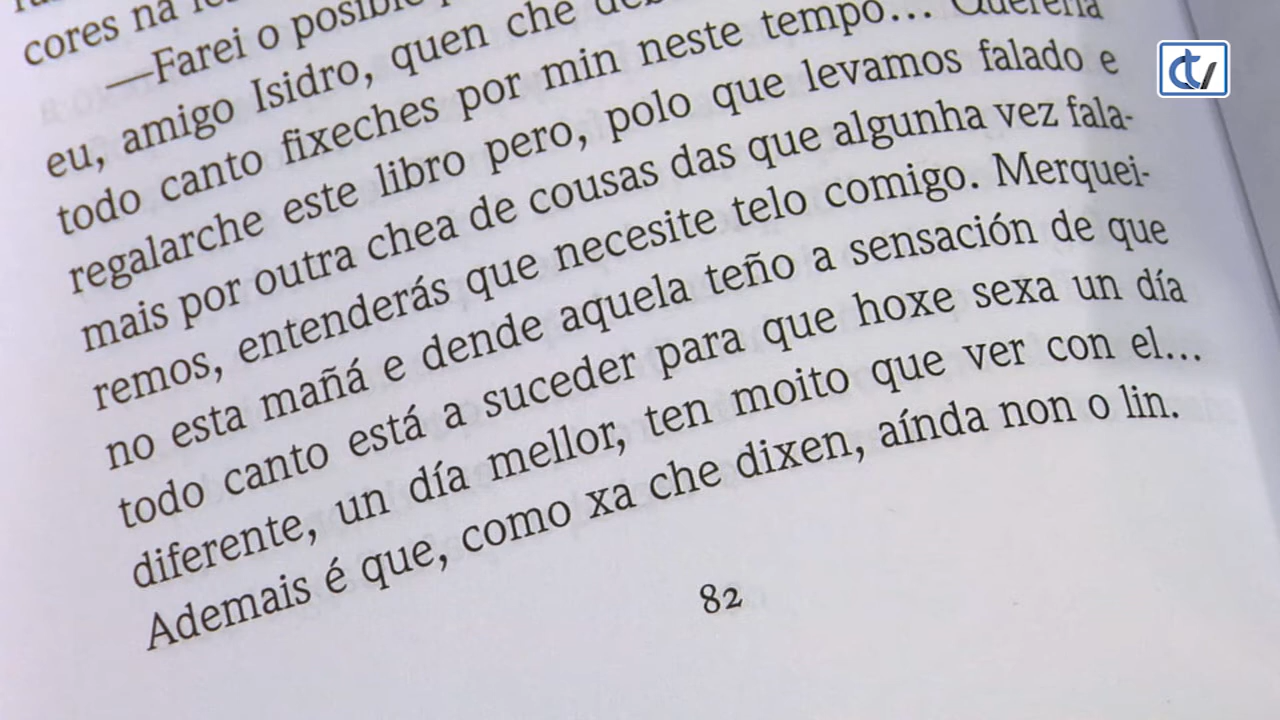 cores na
—Farei o posible
eu, amigo Isidro, quen che
todo canto fixeches por min neste tempo... Querería
regalarche este libro pero, polo que levamos falado e
mais por outra chea de cousas das que algunha vez fala-
remos, entenderás que necesite telo comigo. Merquei-
no esta mañá e dende aquela teño a sensación de que
todo canto está a suceder para que hoxe sexa un día
diferente, un día mellor, ten moito que ver con el...
Ademais é que, como xa che dixen, aínda non o lin.
82
ctv